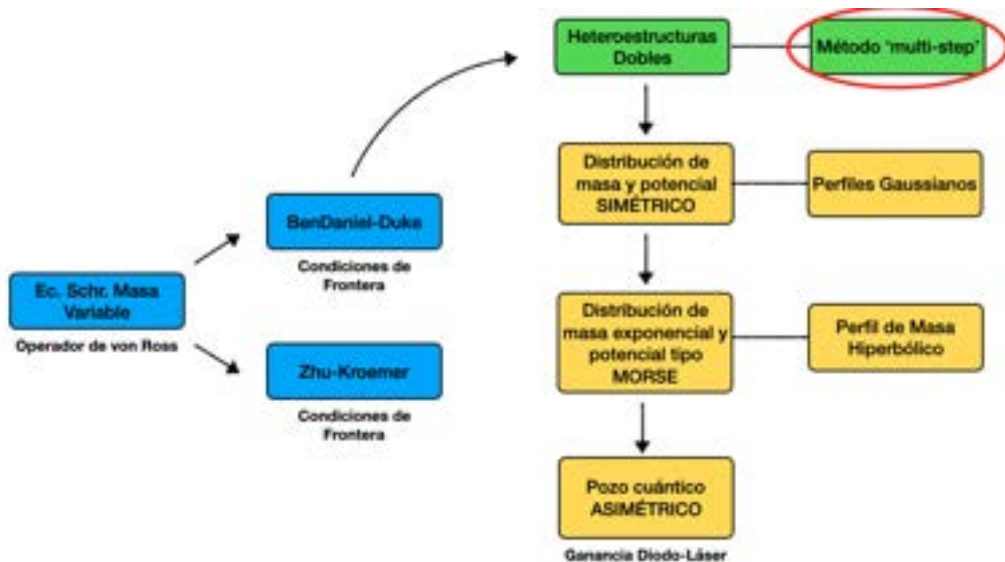 Ec. Schr. Masa
Variable
Operador de von Ross
BenDaniel-Duke
Condiciones de
Frontera
Zhu-Kroemer
Condiciones de
Frontera
Heteroestructuras
Dobles
Método 'multi-step'
Distribución de
masa y potencial
SIMÉTRICO
Perfiles Gaussianos
Distribución de
masa exponencial y
potencial tipo
MORSE
Perfil de Masa
Hiperbólico
Pozo cuántico
ASIMÉTRICO
Ganancia Diodo-Láser